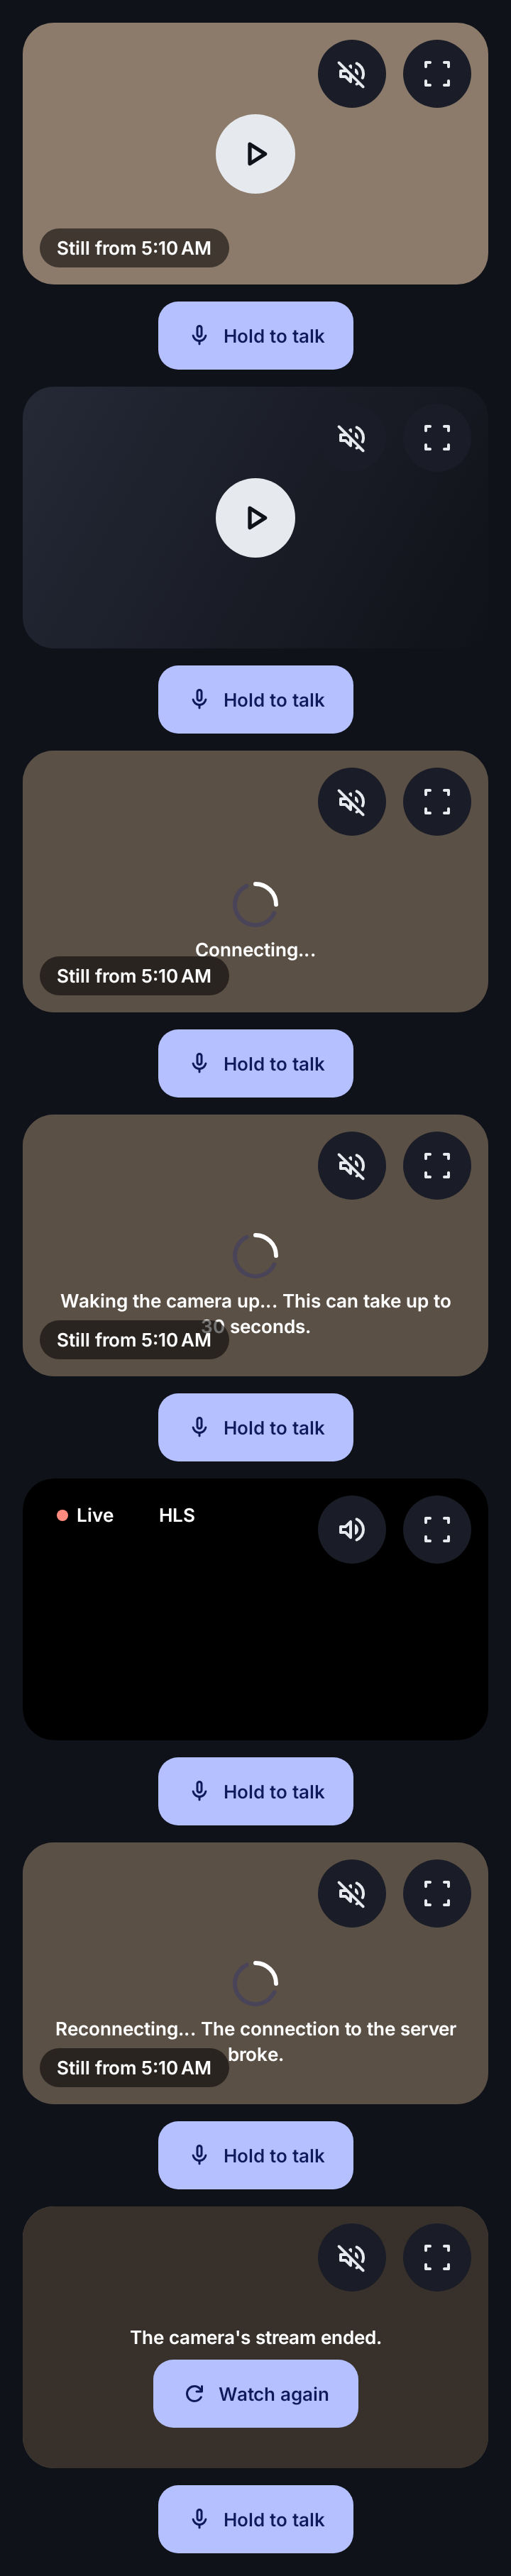 Still from 5:10 AM
Hold to talk
Hold to talk
Connecting...
Still from 5:10 AM
Hold to talk
Waking the camera up... This can take up to
30 seconds.
Still from 5:10 AM
Hold to talk
Live HLS
Hold to talk
Reconnecting... The connection to the server
broke.
Still from 5:10 AM
Hold to talk
The camera's stream ended.
Watch again
Hold to talk